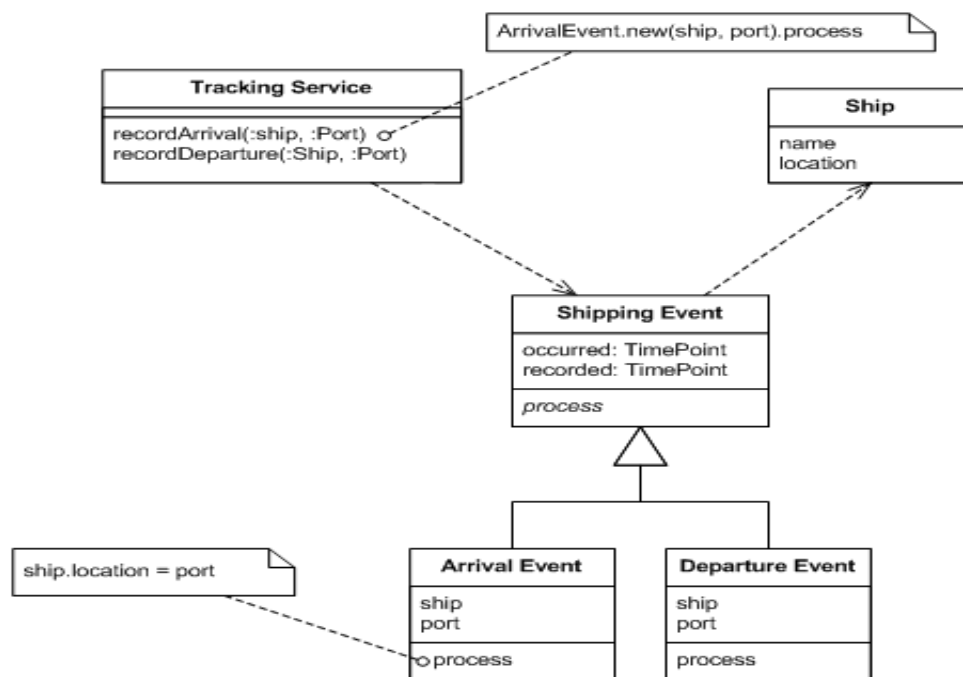 ArrivalEvent.new(ship, port).process
Tracking Service
recordArrival(:ship, :Port)
recordDeparture(:Ship, :Port)
Ship
name
location
Shipping Event
occurred: TimePoint
recorded: TimePoint
process
ship.location = port
Arrival Event
ship
port
process
Departure Event
ship
port
process